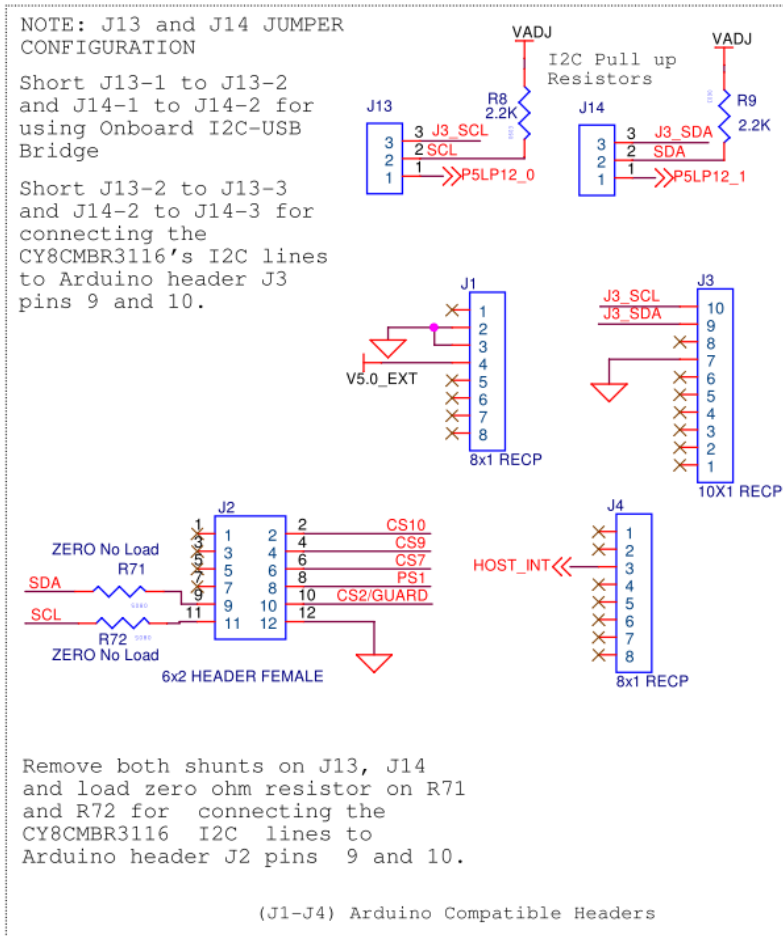 NOTE: J13 and J14 JUMPER
CONFIGURATION
Short J13-1 to J13-2
and J14-1 to J14-2 for
using Onboard I2C-USB
Bridge
Short J13-2 to J13-3
and J14-2 to J14-3 for
connecting the
CY8CMBR3116's I2C lines
to Arduino header J3
pins 9 and 10.
VADJ
I2C Pull up
Resistors
R8
2.2K
J13
3 3 J3_SCL
2 2 SCL
1 1 P5LP12_0
VADJ
R9
2.2K
J14
3 3 J3_SDA
2 2 SDA
1 1 P5LP12_1
J1
1
2
3
V5.0_EXT 4
5
6
7
8
8x1 RECP
J3
J3_SCL 10
J3_SDA 9
8
7
6
5
4
3
2
1
10X1 RECP
J2
1 1 2 2 CS10
3 3 4 4 CS9
5 5 6 6 CS7
7 7 8 8 PS1
9 9 10 10 CS2/GUARD
11 11 12 12
ZERO No Load
R71
SDA
SCL
R72
ZERO No Load
6x2 HEADER FEMALE
J4
1
2
HOST_INT 3
4
5
6
7
8
8x1 RECP
Remove both shunts on J13, J14
and load zero ohm resistor on R71
and R72 for connecting the
CY8CMBR3116 I2C lines to
Arduino header J2 pins 9 and 10.
(J1-J4) Arduino Compatible Headers